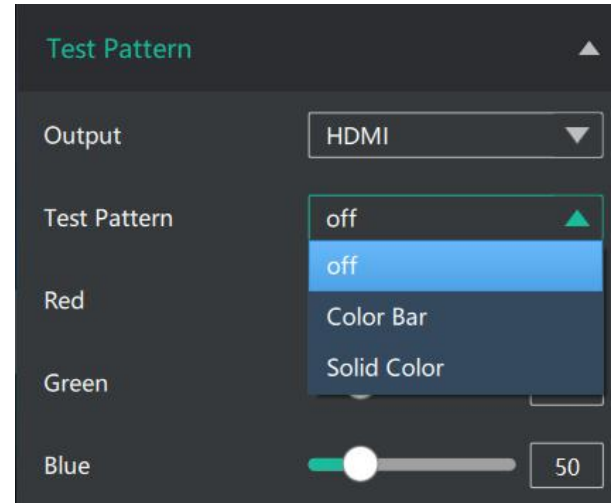 Test Pattern
Output HDMI
Test Pattern off
off
Red
Color Bar
Solid Color
Green
Blue 50